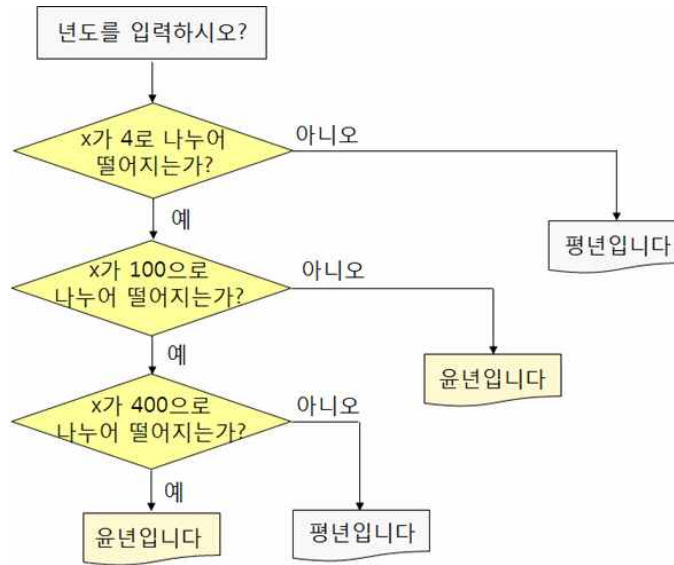 년도를 입력하시오?
x가 4로 나누어
떨어지는가?
아니오
예
평년입니다
x가 100으로
나누어 떨어지는가?
아니오
예
윤년입니다
x가 400으로
나누어 떨어지는가?
아니오
예
윤년입니다
평년입니다